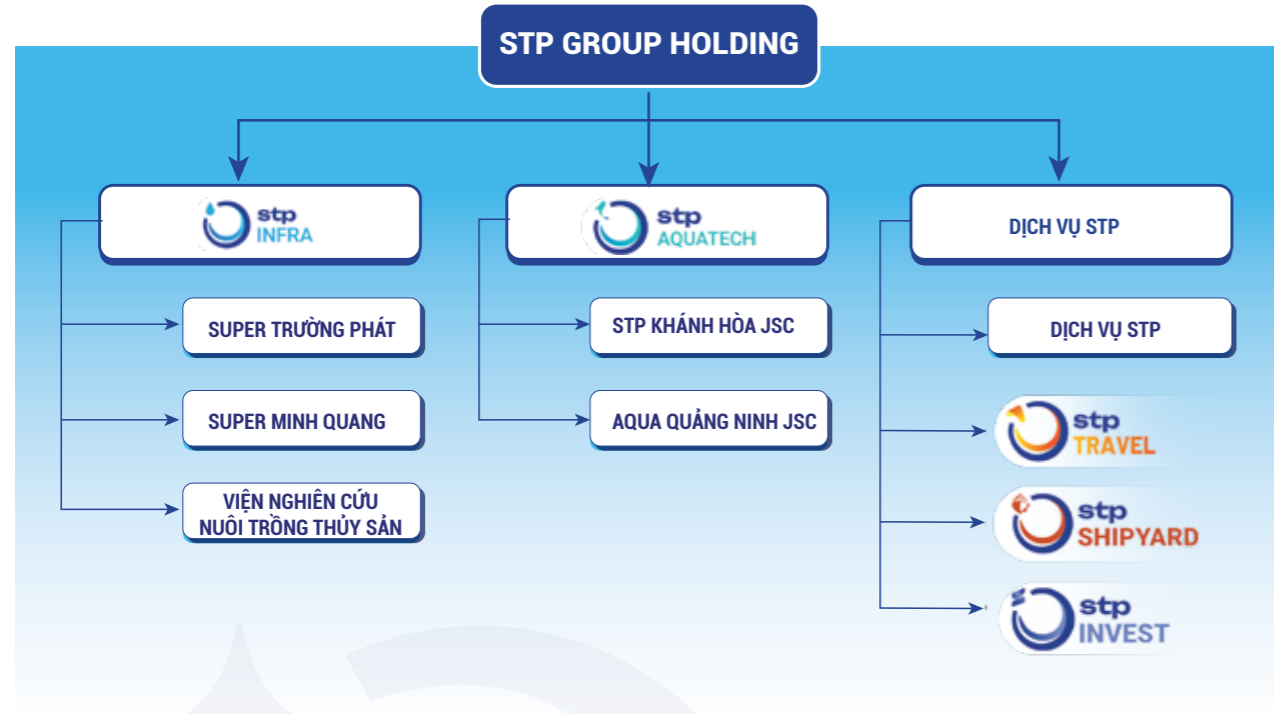 STP GROUP HOLDING
stp
INFRA
SUPER TRƯỜNG PHÁT
SUPER MINH QUANG
VIỆN NGHIÊN CỨU
NUÔI TRỒNG THỦY SẢN
stp
AQUATECH
STP KHÁNH HÒA JSC
AQUA QUẢNG NINH JSC
DỊCH VỤ STP
DỊCH VỤ STP
stp
TRAVEL
stp
SHIPYARD
stp
INVEST